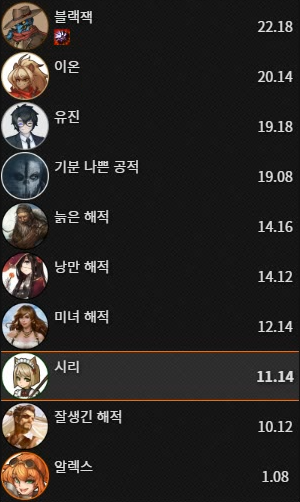 블랙잭 22.18
이온 20.14
유진 19.18
기분 나쁜 공적 19.08
늙은 해적 14.16
낭만 해적 14.12
미녀 해적 12.14
시리 11.14
잘생긴 해적 10.12
알렉스 1.08